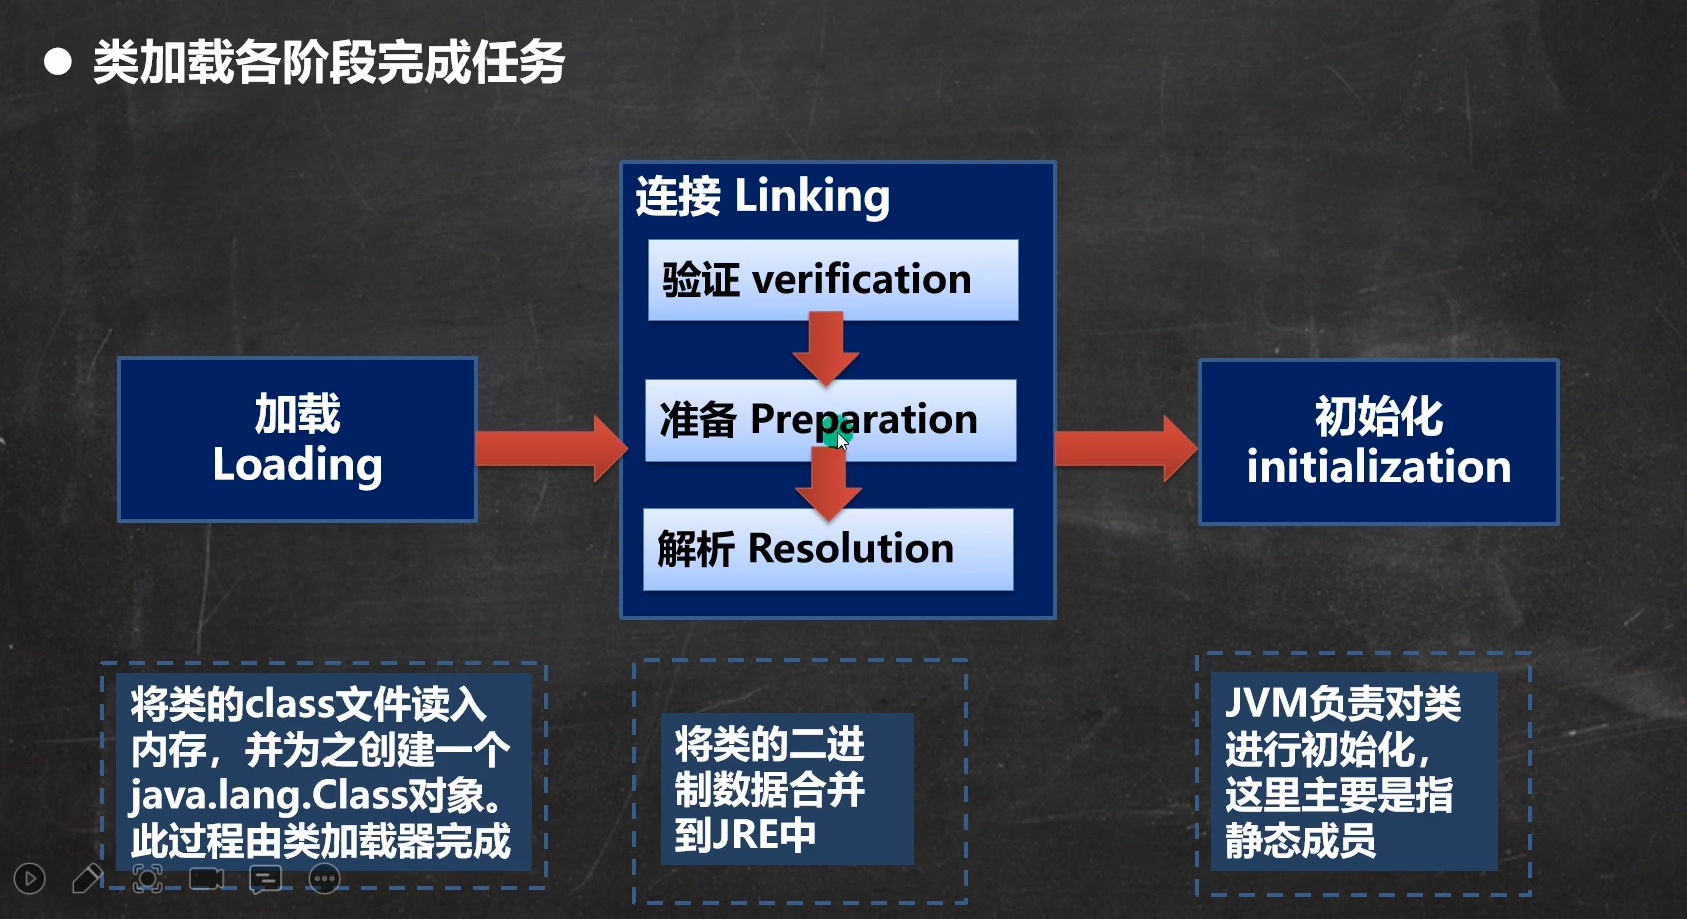 类加载各阶段完成任务
连接 Linking
验证 verification
准备 Preparation
解析 Resolution
加载
Loading
初始化
initialization
将类的class文件读入
内存，并为之创建一个
java.lang.Class对象。
此过程由类加载器完成
将类的二进
制数据合并
到JRE中
JVM负责对类
进行初始化，
这里主要是指
静态成员